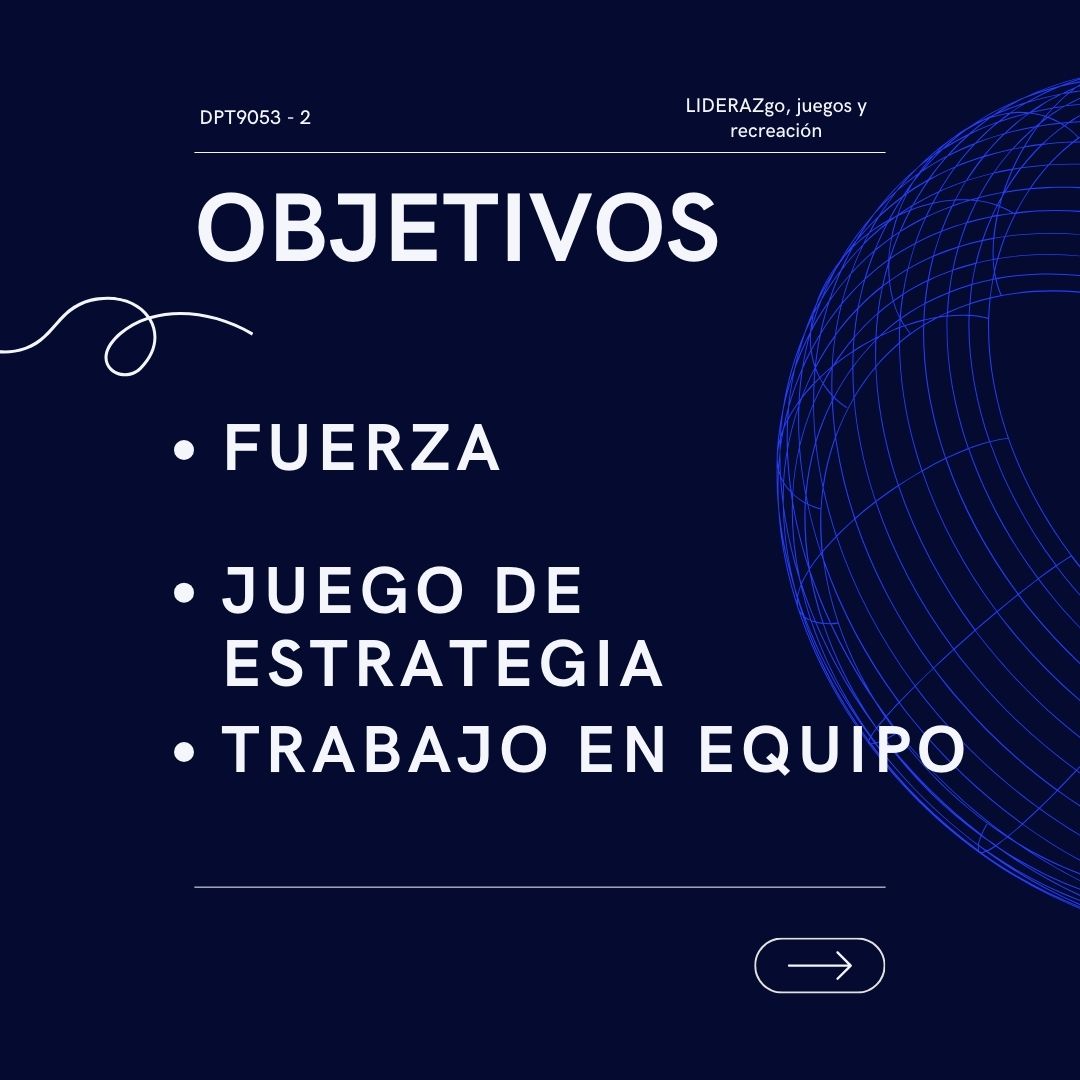 DPT9053 - 2
LIDERAZgo, juegos y
recreación
OBJETIVOS
• FUERZA
• JUEGO DE
ESTRATEGIA
• TRABAJO EN EQUIPO